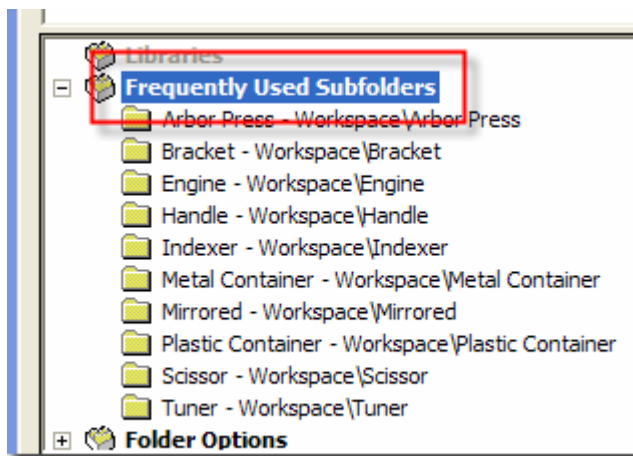 Libraries
Frequently Used Subfolders
Arbor Press - Workspace\Arbor Press
Bracket - Workspace\Bracket
Engine - Workspace\Engine
Handle - Workspace\Handle
Indexer - Workspace\Indexer
Metal Container - Workspace\Metal Container
Mirrored - Workspace\Mirrored
Plastic Container - Workspace\Plastic Container
Scissor - Workspace\Scissor
Tuner - Workspace\Tuner
Folder Options